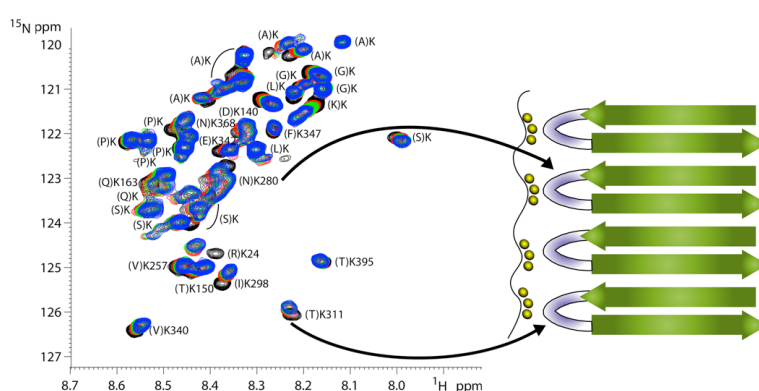 15N ppm
120
121
122
123
124
125
126
127
8.7 8.6 8.5 8.4 8.3 8.2 8.1 8.0 1H ppm
(A)K
(A)K
(A)K
(A)K
(G)K
(G)K
(L)K
(A)K
(K)K
(D)K140
(P)K
(N)K368
(F)K347
(S)K
(P)K
(P)K
(E)K342
(L)K
(P)K
(Q)K163
(N)K280
(Q)K
(S)K
(S)K
(S)K
(R)K24
(V)K257
(T)K395
(T)K150
(I)K298
(T)K311
(V)K340